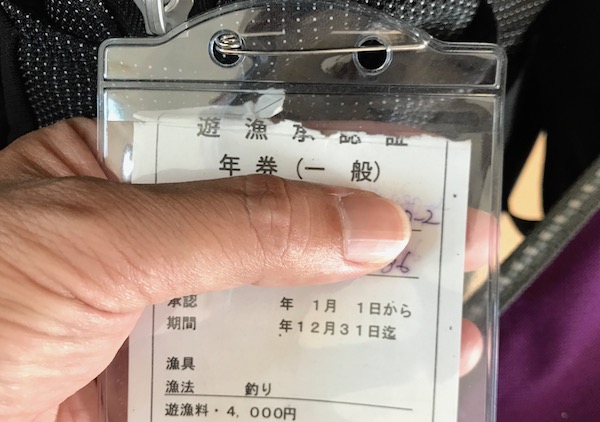 遊漁承認証
年券(一般)
-2
36
承認 年 1月 1日から
期間 年12月31日迄
漁具
漁法 釣り
遊漁料・4,000円